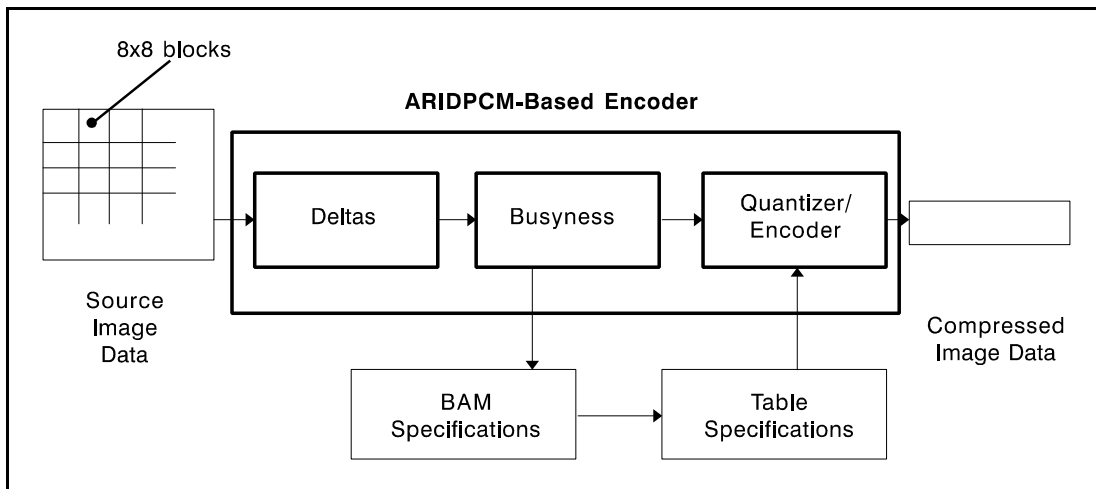 8x8 blocks
ARIDPCM-Based Encoder
Deltas
Busyness
Quantizer/
Encoder
Source
Image
Data
Compressed
Image Data
BAM
Specifications
Table
Specifications